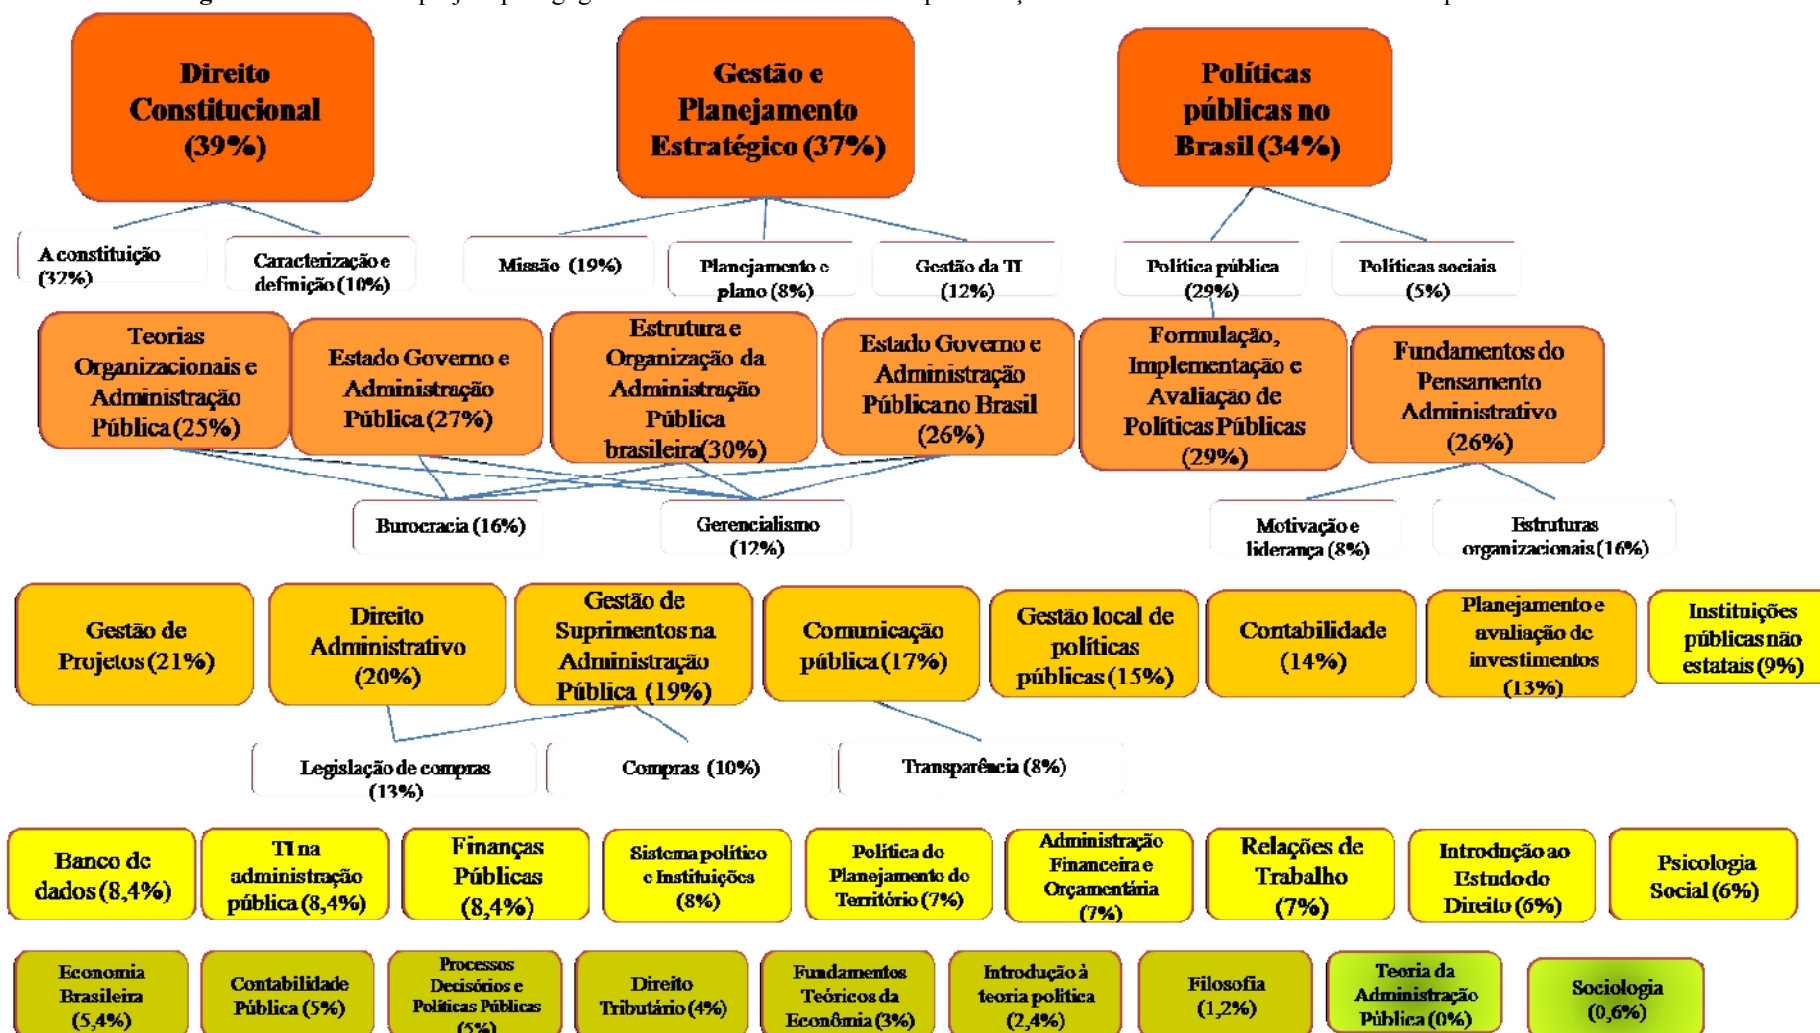 Direito
Constitucional
(39%)
Gestão e
Planejamento
Estratégico (37%)
Políticas
públicas no
Brasil (34%)
A constituição
(32%)
Caracterização e
definição (10%)
Missão (19%)
Planejamento e
plano (8%)
Gestão da TI
(12%)
Política pública
(29%)
Políticas sociais
(5%)
Teorias
Organizacionais e
Administração
Pública (25%)
Estado Governo e
Administração
Pública (27%)
Estrutura e
Organização da
Administração
Pública
brasileira(30%)
Estado Governo e
Administração
Pública no Brasil
(26%)
Formulação,
Implementação e
Avaliação de
Políticas Públicas
(29%)
Fundamentos do
Pensamento
Administrativo
(26%)
Burocracia (16%)
Gerencialismo
(12%)
Motivação e
liderança (8%)
Estruturas
organizacionais (16%)
Gestão de
Projetos (21%)
Direito
Administrativo
(20%)
Gestão de
Suprimentos na
Administração
Pública (19%)
Comunicação
pública (17%)
Gestão local de
políticas
públicas (15%)
Contabilidade
(14%)
Planejamento e
avaliação de
investimentos
(13%)
Instituições
públicas não
estatais (9%)
Legislação de compras
(13%)
Compras (10%)
Transparência (8%)
Banco de
dados (8,4%)
TI na
administração
pública (8,4%)
Finanças
Públicas
(8,4%)
Sistema político
e Instituições
(8%)
Política do
Planejamento do
Território (7%)
Administração
Financeira e
Orçamentária
(7%)
Relações de
Trabalho
(7%)
Introdução ao
Estudo do
Direito (6%)
Psicologia
Social (6%)
Economia
Brasileira
(5,4%)
Contabilidade
Pública (5%)
Processos
Decisórios e
Políticas Públicas
(5%)
Direito
Tributário (4%)
Fundamentos
Teóricos da
Econômia (3%)
Introdução à
teoria política
(2,4%)
Filosofia
(1,2%)
Teoria da
Administração
Pública (0%)
Sociologia
(0,6%)